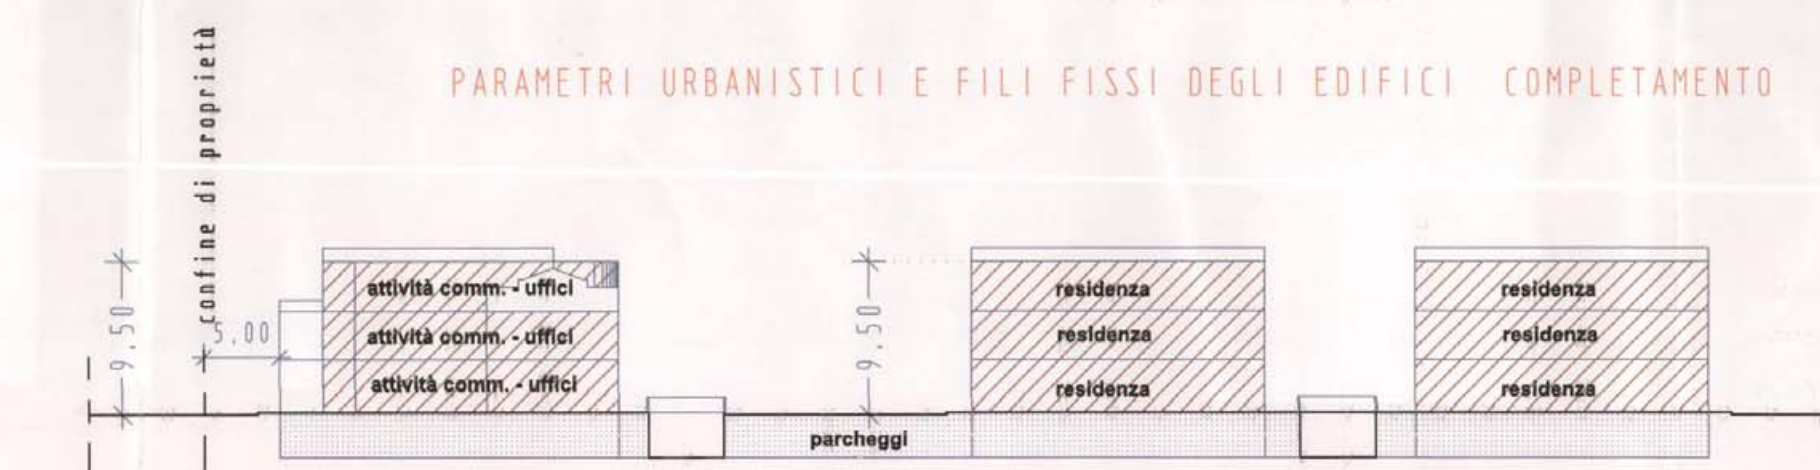 confine di proprietà
PARAMETRI URBANISTICI E FILI FISSI DEGLI EDIFICI COMPLETAMENTO
9,50
5,00
attività comm. - uffici
attività comm. - uffici
attività comm. - uffici
9,50
residenza
residenza
residenza
residenza
residenza
residenza
parcheggi